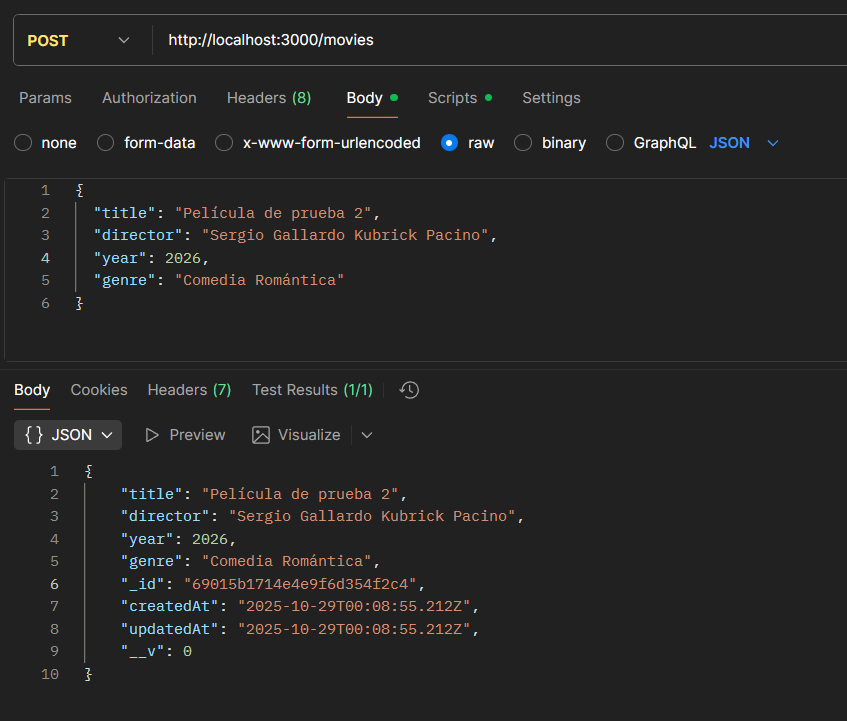 POST http://localhost:3000/movies
Params Authorization Headers (8) Body Scripts Settings
none form-data x-www-form-urlencoded raw binary GraphQL JSON
1 {
2 "title": "Película de prueba 2",
3 "director": "Sergio Gallardo Kubrick Pacino",
4 "year": 2026,
5 "genre": "Comedia Romántica"
6 }
Body Cookies Headers (7) Test Results (1/1)
{} JSON Preview Visualize
1 {
2 "title": "Película de prueba 2",
3 "director": "Sergio Gallardo Kubrick Pacino",
4 "year": 2026,
5 "genre": "Comedia Romántica",
6 "_id": "69015b1714e4e9f6d354f2c4",
7 "createdAt": "2025-10-29T00:08:55.212Z",
8 "updatedAt": "2025-10-29T00:08:55.212Z",
9 "__v": 0
10 }